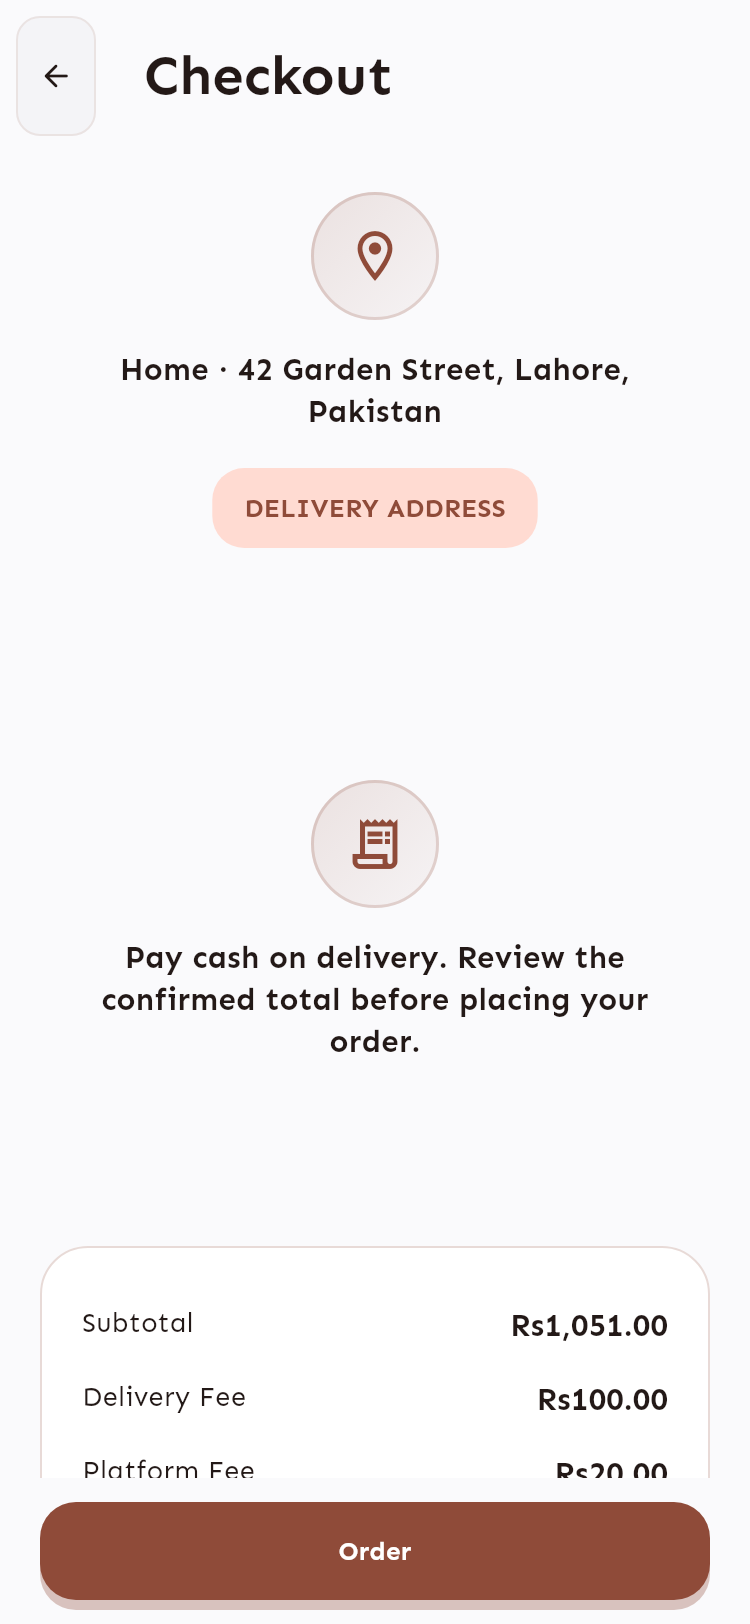 Checkout
Home · 42 Garden Street, Lahore,
Pakistan
DELIVERY ADDRESS
Pay cash on delivery. Review the
confirmed total before placing your
order.
Subtotal Rs1,051.00
Delivery Fee Rs100.00
Platform Fee Rs20.00
Order